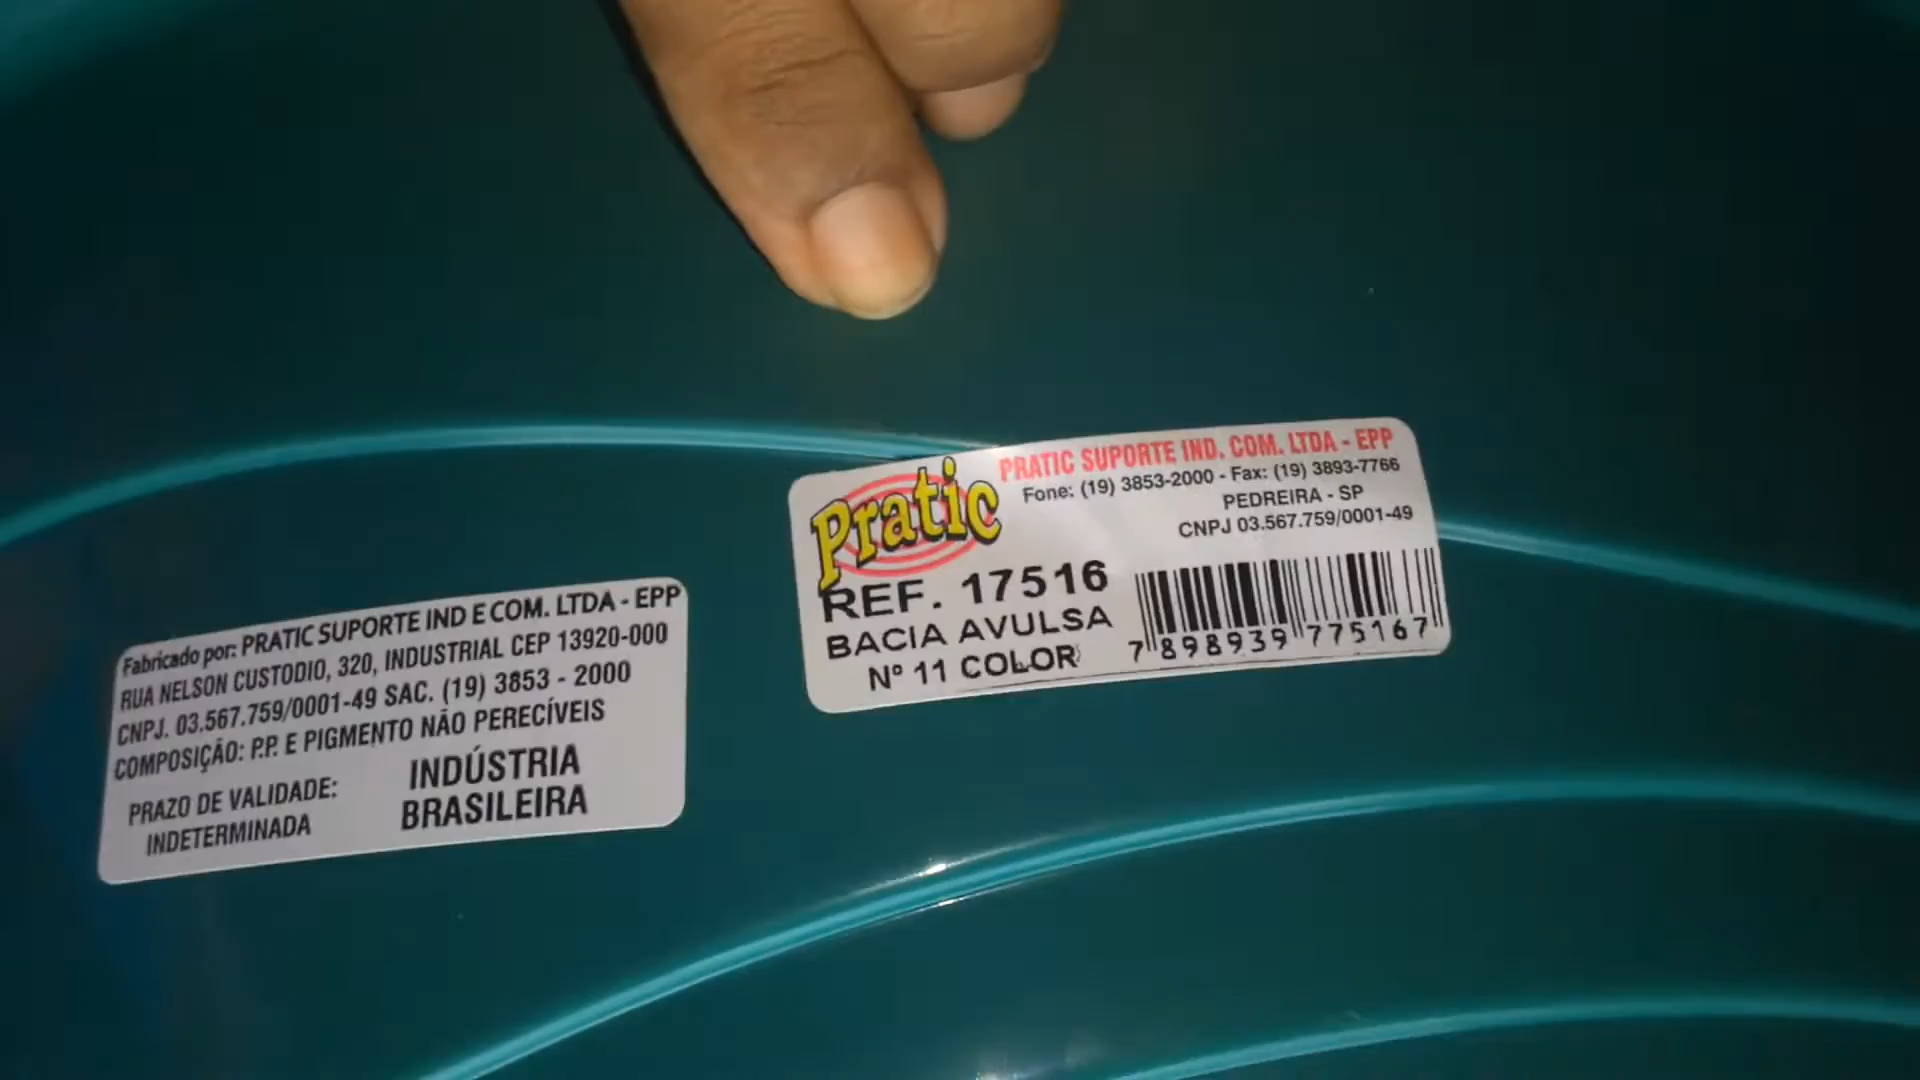 Fabricado por: PRATIC SUPORTE IND E COM. LTDA - EPP
RUA NELSON CUSTODIO, 320, INDUSTRIAL CEP 13920-000
CNPJ. 03.567.759/0001-49 SAC. (19) 3853 - 2000
COMPOSIÇÃO: P.P. E PIGMENTO NÃO PERECÍVEIS
PRAZO DE VALIDADE:
INDETERMINADA
INDÚSTRIA
BRASILEIRA
Pratic
PRATIC SUPORTE IND. COM. LTDA - EPP
Fone: (19) 3853-2000 - Fax: (19) 3893-7766
PEDREIRA - SP
CNPJ 03.567.759/0001-49
REF. 17516
BACIA AVULSA
Nº 11 COLOR
7 898939 775167